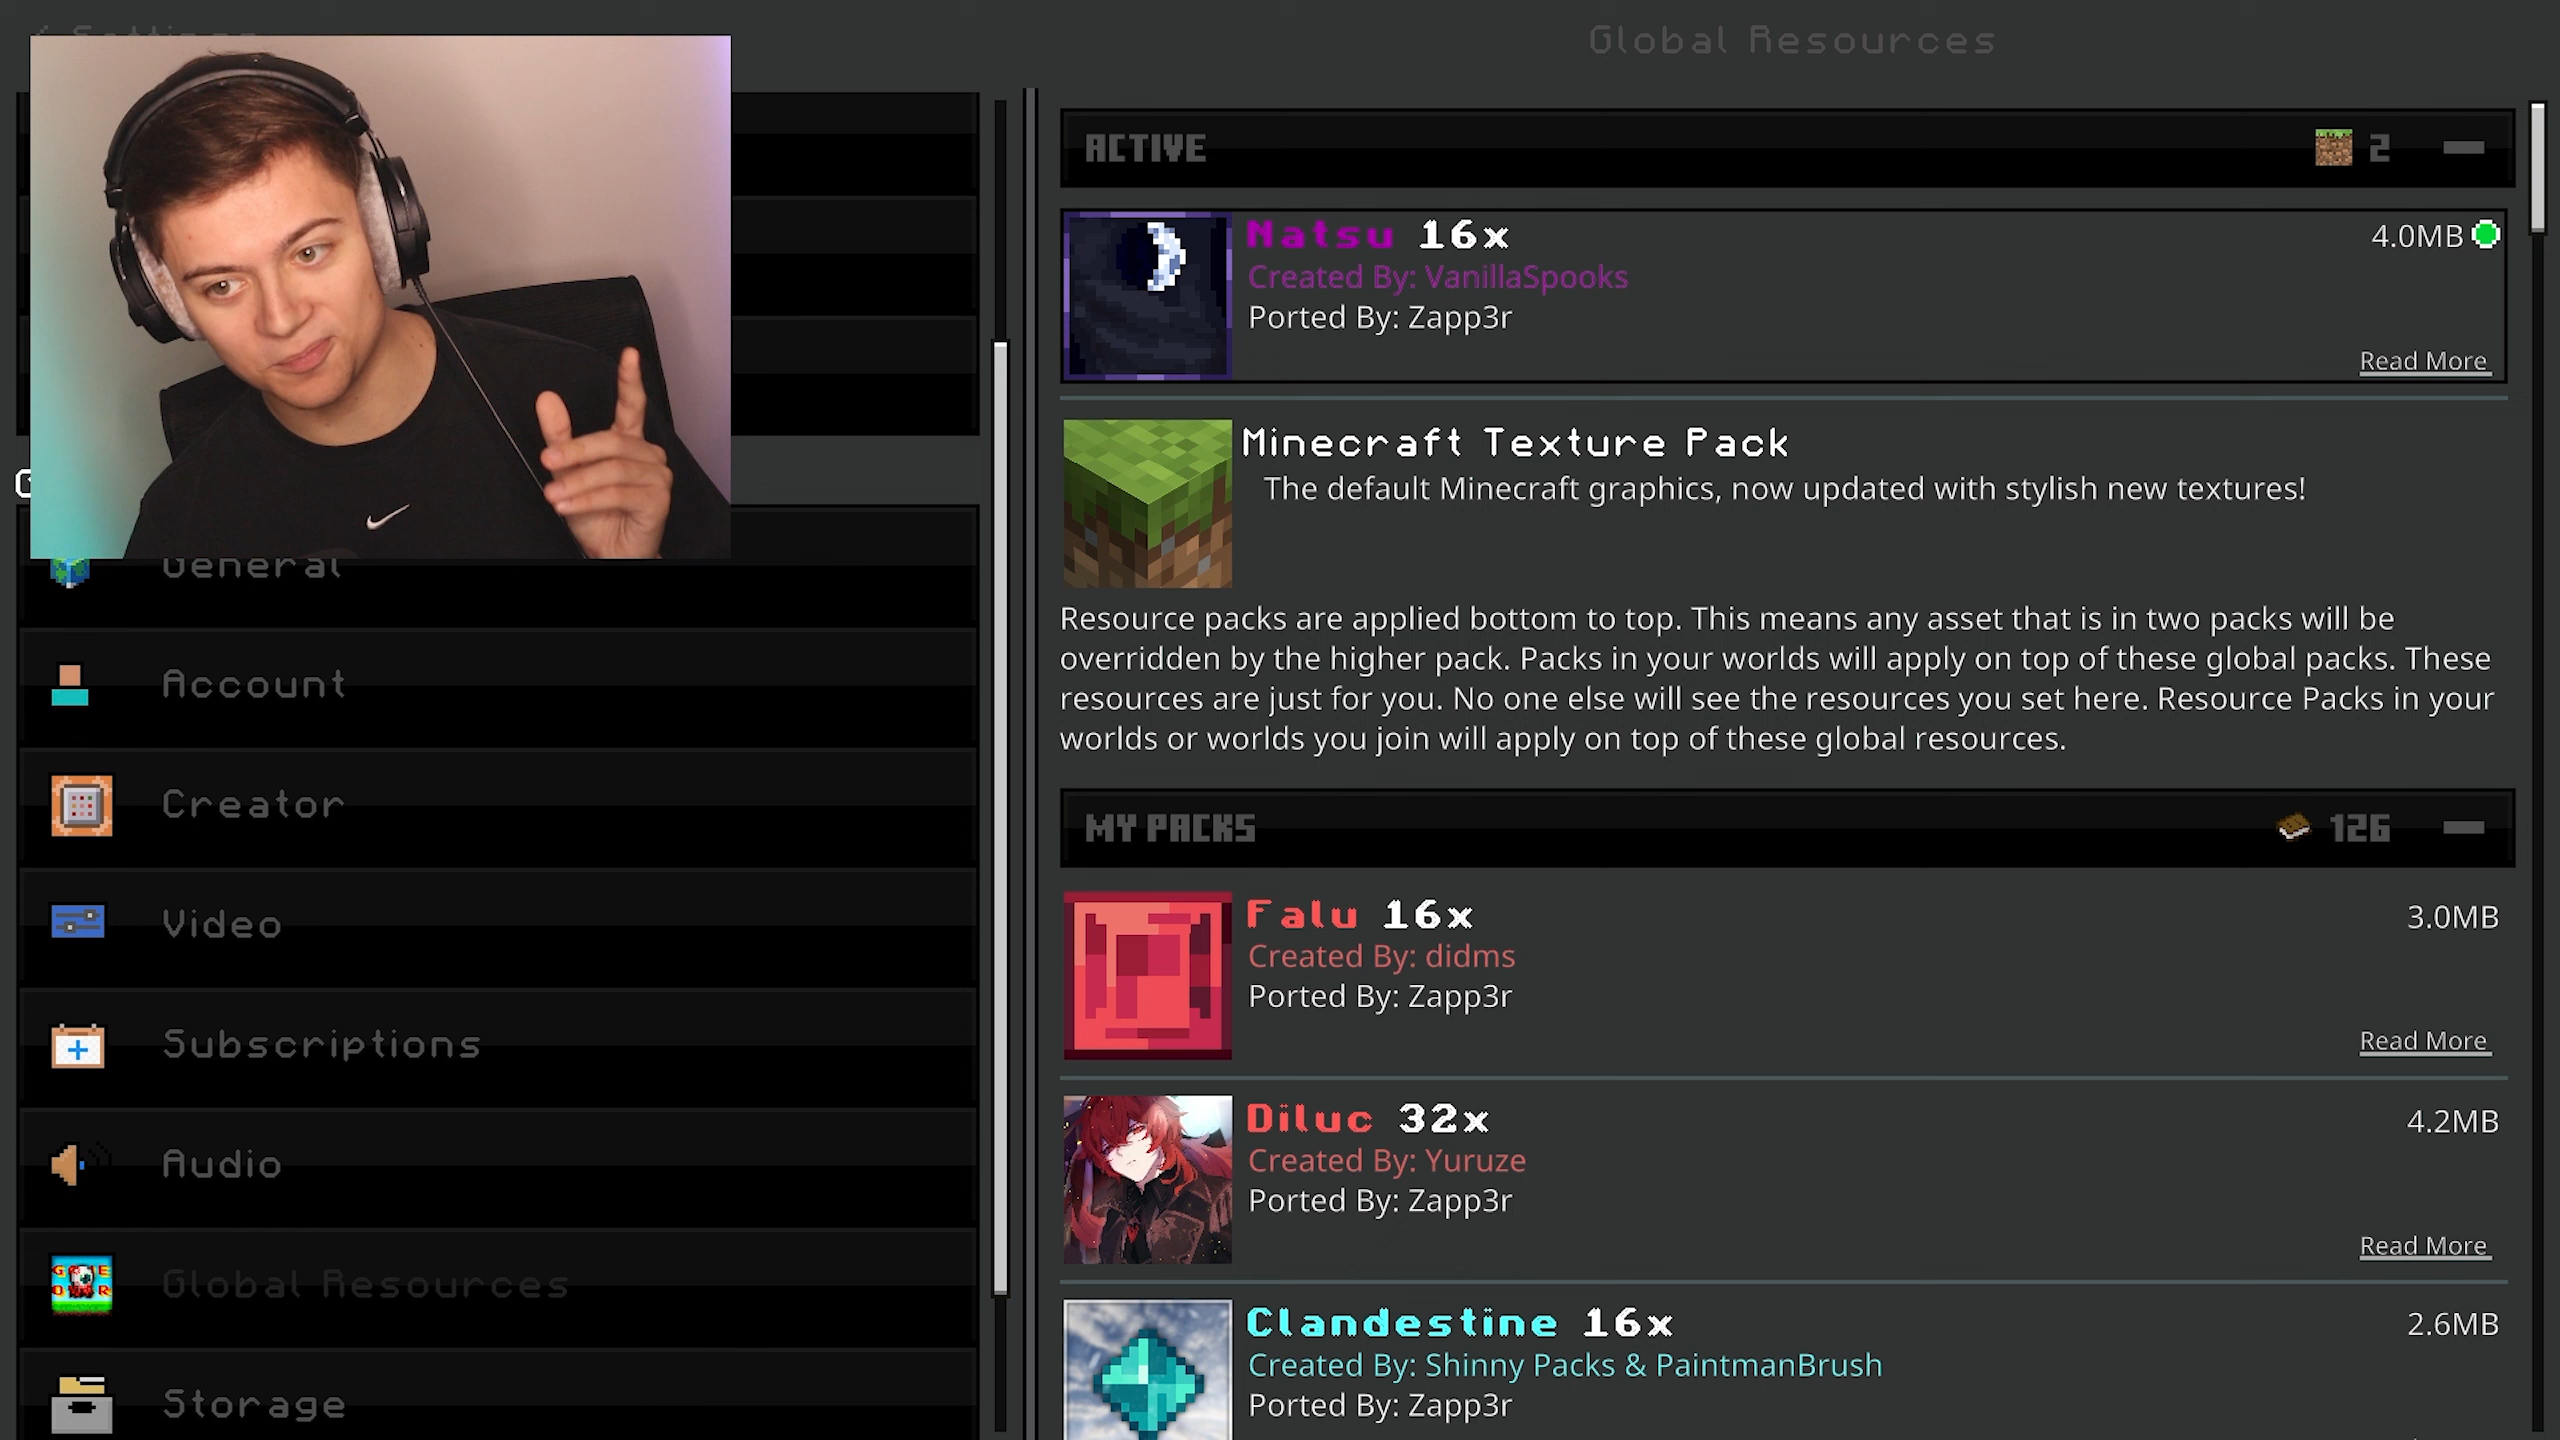 Global Resources
General
Account
Creator
Video
Subscriptions
Audio
Global Resources
Storage
ACTIVE
2
Natsu 16x
4.0MB
Created By: VanillaSpooks
Ported By: Zapp3r
Read More
Minecraft Texture Pack
The default Minecraft graphics, now updated with stylish new textures!
Resource packs are applied bottom to top. This means any asset that is in two packs will be
overridden by the higher pack. Packs in your worlds will apply on top of these global packs. These
resources are just for you. No one else will see the resources you set here. Resource Packs in your
worlds or worlds you join will apply on top of these global resources.
MY PACKS
126
Falu 16x
3.0MB
Created By: didms
Ported By: Zapp3r
Read More
Diluc 32x
4.2MB
Created By: Yuruze
Ported By: Zapp3r
Read More
Clandestine 16x
2.6MB
Created By: Shinny Packs & PaintmanBrush
Ported By: Zapp3r